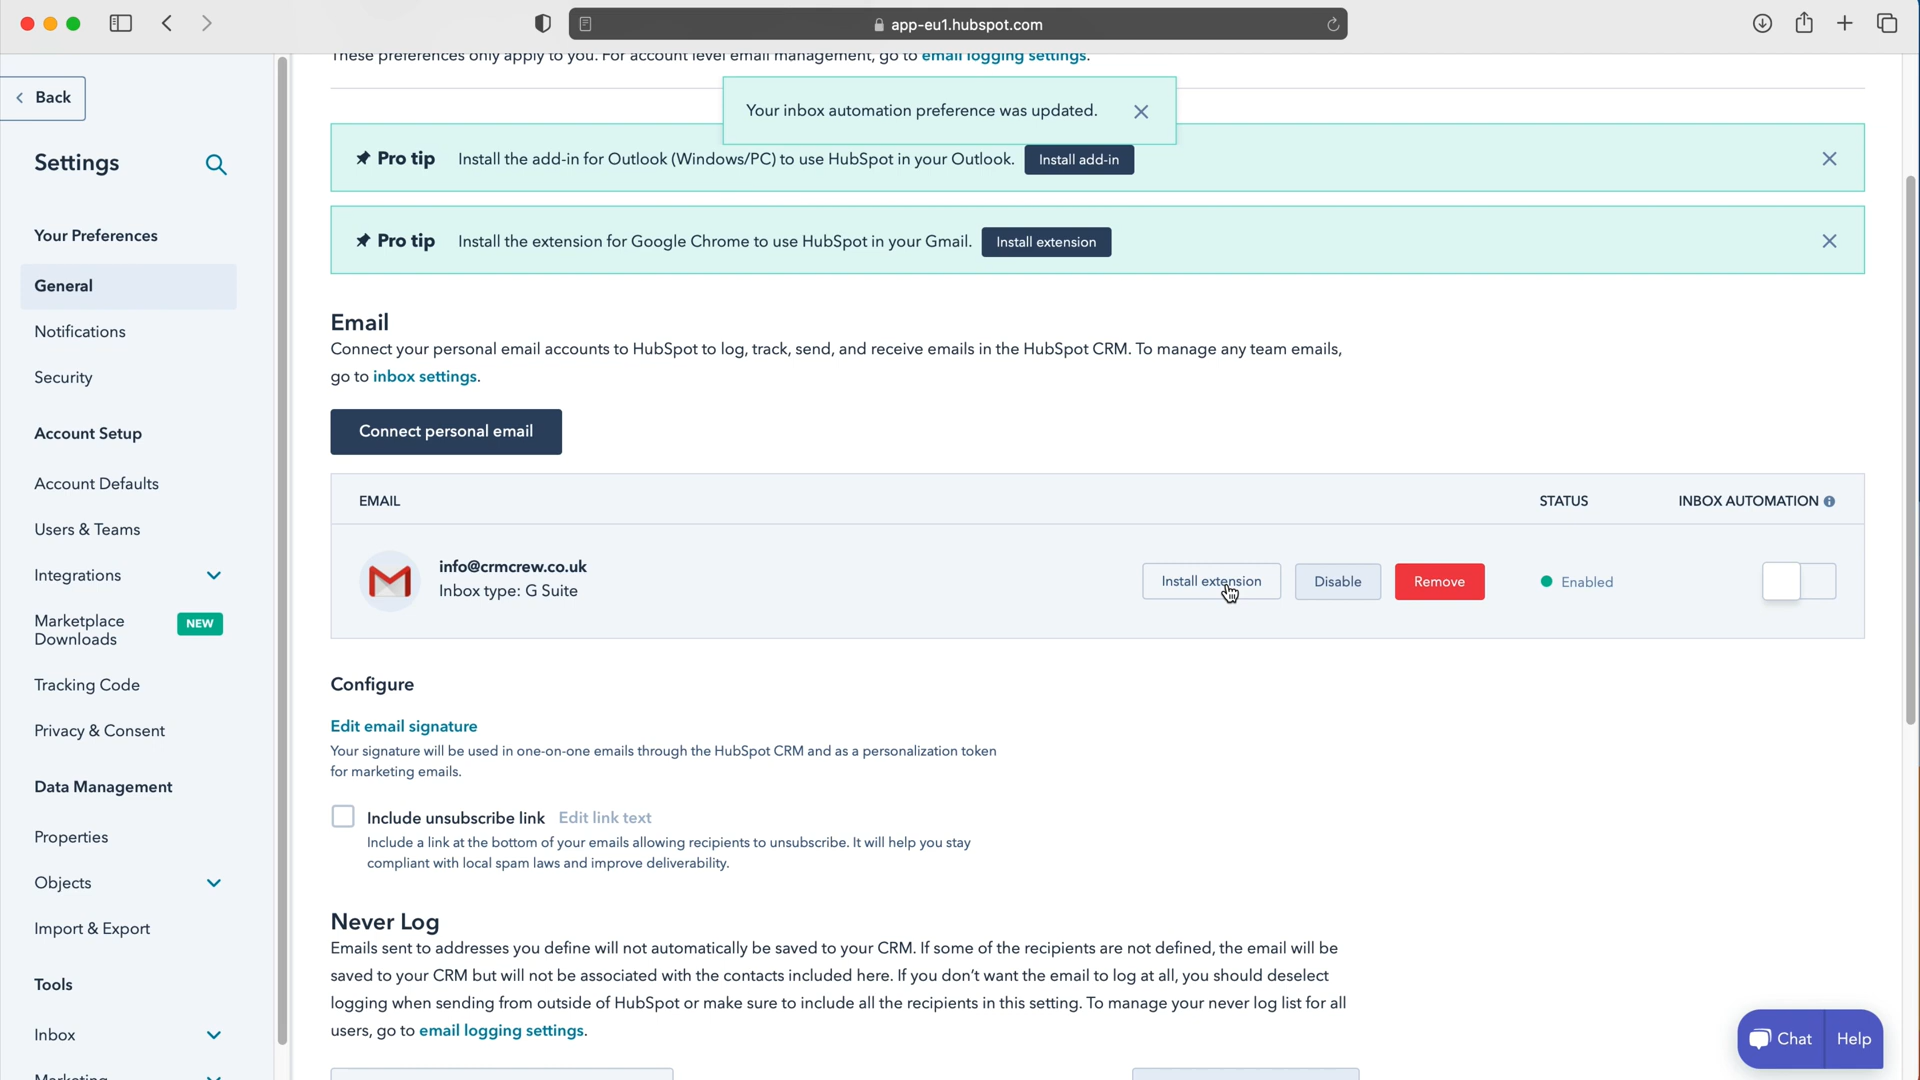 app-eu1.hubspot.com
These preferences only apply to you. For account level email management, go to email logging settings.
Back
Your inbox automation preference was updated.
Settings
Pro tip Install the add-in for Outlook (Windows/PC) to use HubSpot in your Outlook. Install add-in
Your Preferences
Pro tip Install the extension for Google Chrome to use HubSpot in your Gmail. Install extension
General
Notifications
Security
Account Setup
Account Defaults
Users & Teams
Integrations
Marketplace
Downloads
NEW
Tracking Code
Privacy & Consent
Data Management
Properties
Objects
Import & Export
Tools
Inbox
Marketing
Email
Connect your personal email accounts to HubSpot to log, track, send, and receive emails in the HubSpot CRM. To manage any team emails,
go to inbox settings.
Connect personal email
EMAIL STATUS INBOX AUTOMATION
info@crmcrew.co.uk
Inbox type: G Suite
Install extension Disable Remove Enabled
Configure
Edit email signature
Your signature will be used in one-on-one emails through the HubSpot CRM and as a personalization token
for marketing emails.
Include unsubscribe link Edit link text
Include a link at the bottom of your emails allowing recipients to unsubscribe. It will help you stay
compliant with local spam laws and improve deliverability.
Never Log
Emails sent to addresses you define will not automatically be saved to your CRM. If some of the recipients are not defined, the email will be
saved to your CRM but will not be associated with the contacts included here. If you don't want the email to log at all, you should deselect
logging when sending from outside of HubSpot or make sure to include all the recipients in this setting. To manage your never log list for all
users, go to email logging settings.
Chat Help